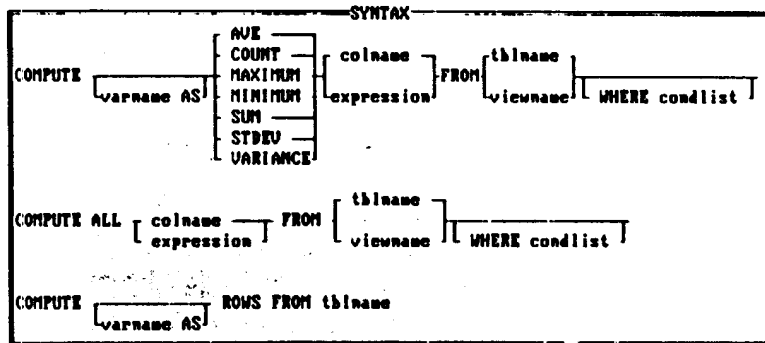 SYNTAX
AVE
COUNT colname tblname
COMPUTE MAXIMUM FROM
varname AS MINIMUM expression viewname WHERE condlist
SUM
STDEV
VARIANCE
tblname
COMPUTE ALL colname FROM
expression viewname WHERE condlist
COMPUTE ROWS FROM tblname
varname AS